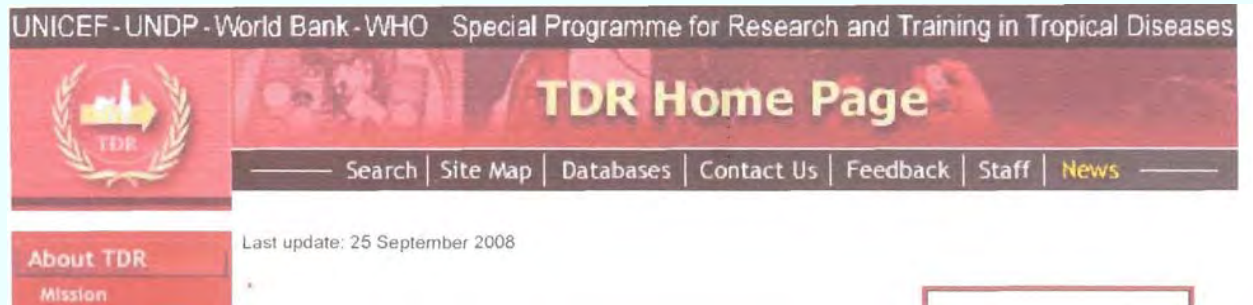 UNICEF-UNDP-World Bank-WHO Special Programme for Research and Training in Tropical Diseases
TDR Home Page
TDR
Search | Site Map | Databases | Contact Us | Feedback | Staff | News
Last update: 25 September 2008
About TDR
Mission